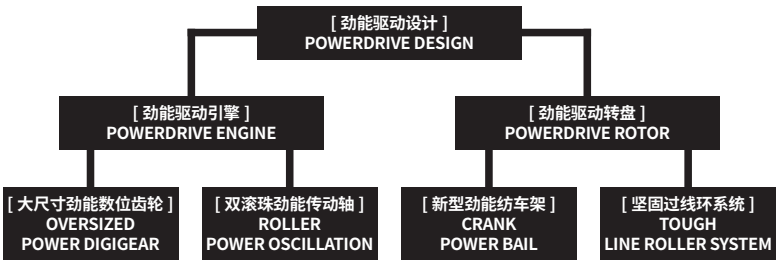 [ 劲能驱动设计 ]
POWERDRIVE DESIGN
[ 劲能驱动引擎 ]
POWERDRIVE ENGINE
[ 劲能驱动转盘 ]
POWERDRIVE ROTOR
[ 大尺寸劲能数位齿轮 ]
OVERSIZED
POWER DIGIGEAR
[ 双滚珠劲能传动轴 ]
ROLLER
POWER OSCILLATION
[ 新型劲能纺车架 ]
CRANK
POWER BAIL
[ 坚固过线环系统 ]
TOUGH
LINE ROLLER SYSTEM